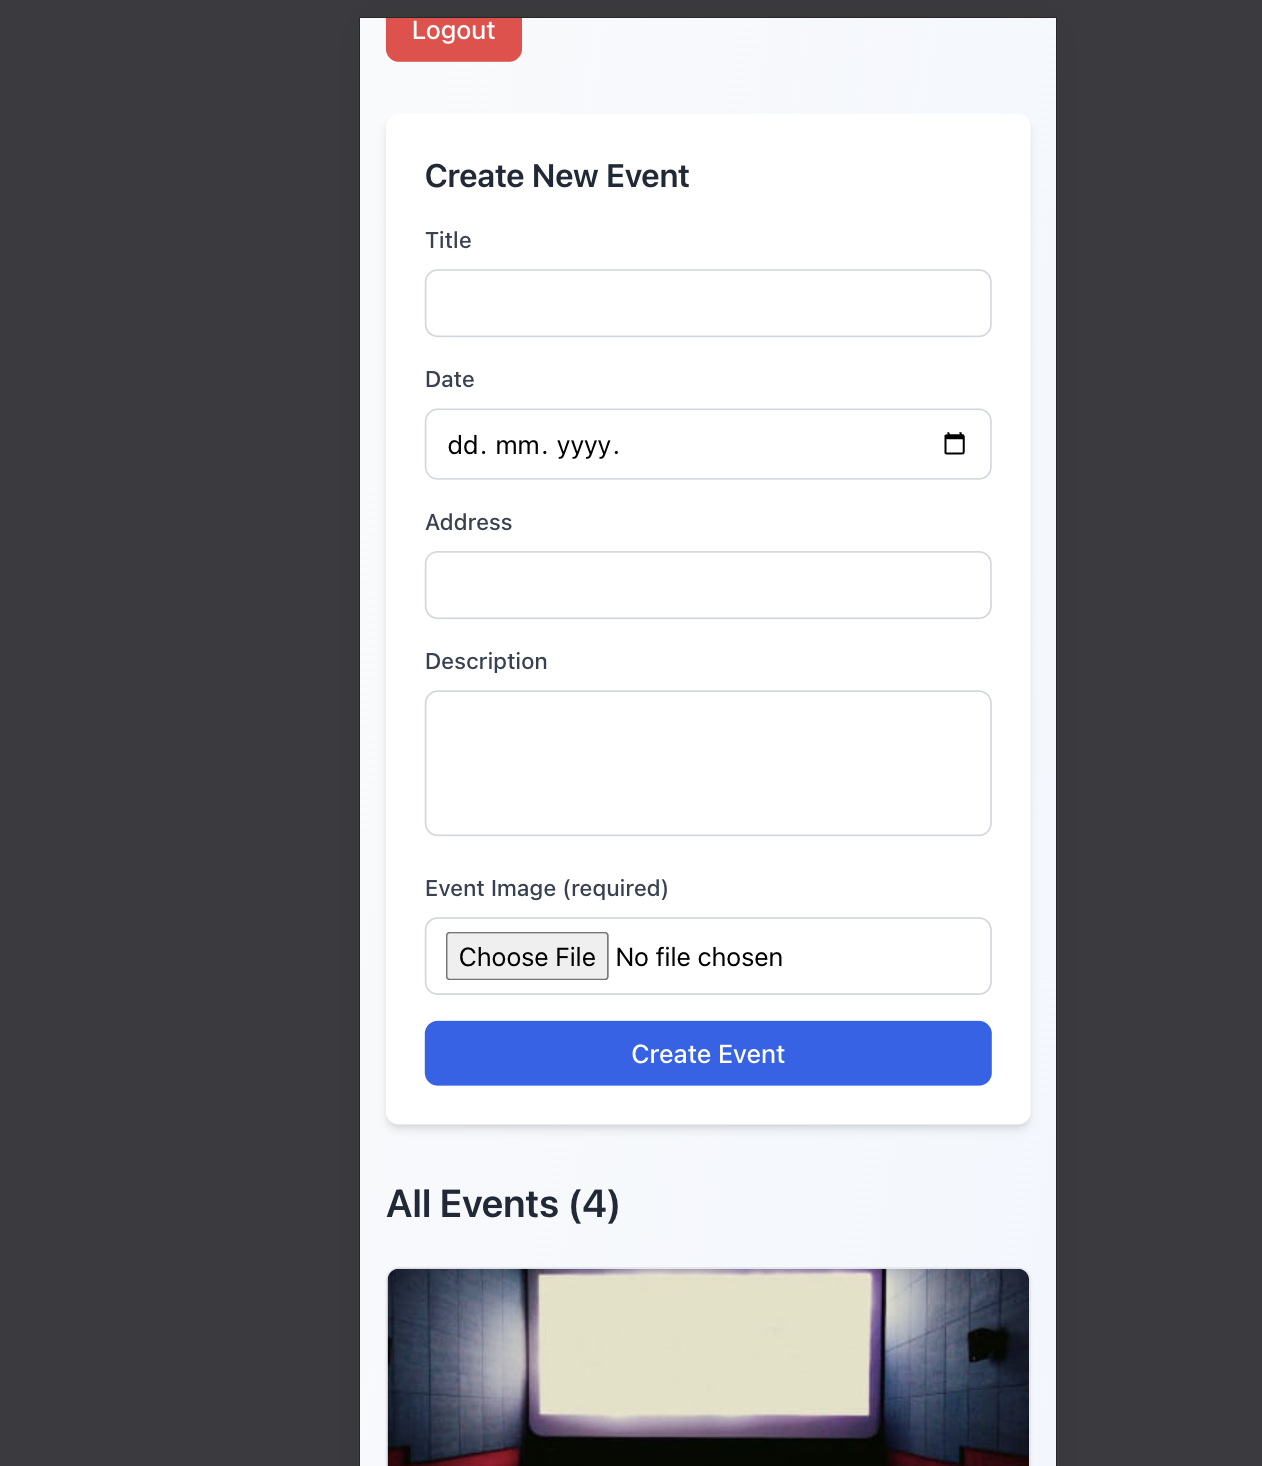 Logout
Create New Event
Title
Date
dd. mm. yyyy.
Address
Description
Event Image (required)
Choose File No file chosen
Create Event
All Events (4)